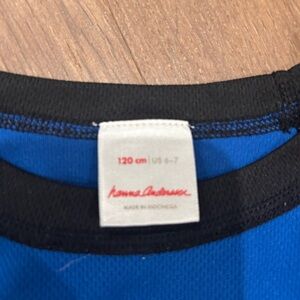 120 cm | US 6-7
hanna andersson
MADE IN INDONESIA